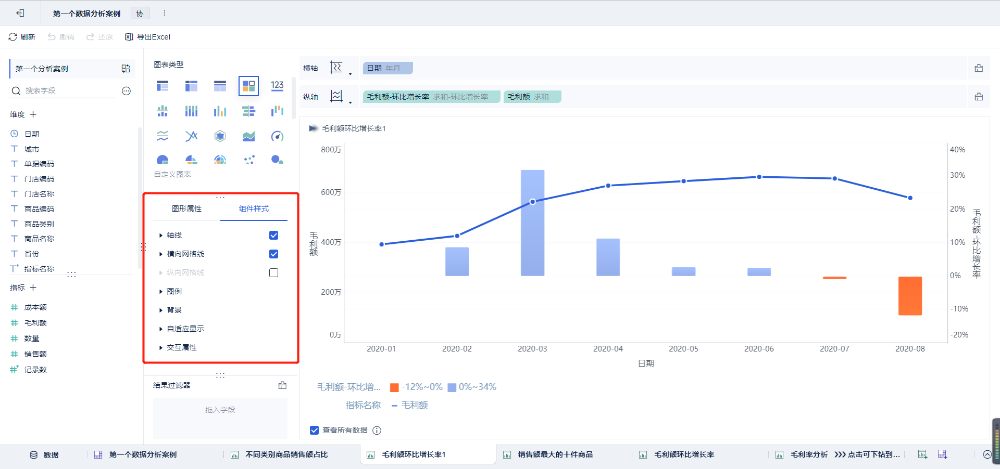 第一个数据分析案例 协
刷新 撤销 还原 导出Excel
第一个分析案例
搜索字段
维度
日期
城市
单据编码
门店编码
门店名称
商品编码
商品类别
商品名称
省份
指标名称
指标
成本额
毛利额
数量
销售额
记录数
图表类型
123
自定义图表
图形属性 组件样式
轴线
横向网格线
纵向网格线
图例
背景
自适应显示
交互属性
结果过滤器
拖入字段
横轴 日期 年月
纵轴 毛利额-环比增长率 求和-环比增长率 毛利额 求和
毛利额环比增长率1
800万
600万
400万
200万
0万
毛利额
40%
30%
20%
10%
0%
-10%
-20%
毛利额-环比增长率
2020-01 2020-02 2020-03 2020-04 2020-05 2020-06 2020-07 2020-08
日期
毛利额-环比增... -12%~0% 0%~34%
指标名称 毛利额
查看所有数据
数据 第一个数据分析案例 不同类别商品销售额占比 毛利额环比增长率1 销售额最大的十件商品 毛利额环比增长率 毛利率分析 >>>点击可下钻到...